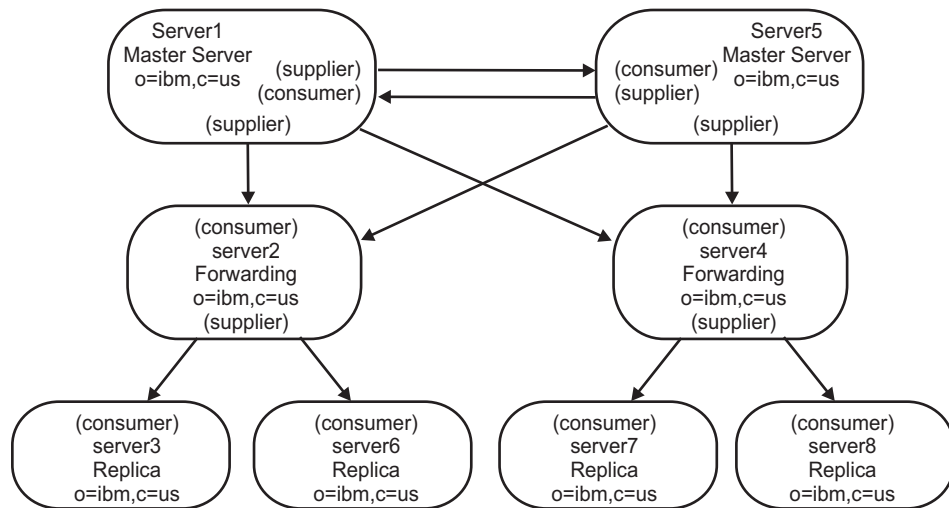 Server1
Master Server
o=ibm,c=us
(supplier)
(consumer)
(supplier)
Server5
Master Server
o=ibm,c=us
(consumer)
(supplier)
(supplier)
(consumer)
server2
Forwarding
o=ibm,c=us
(supplier)
(consumer)
server4
Forwarding
o=ibm,c=us
(supplier)
(consumer)
server3
Replica
o=ibm,c=us
(consumer)
server6
Replica
o=ibm,c=us
(consumer)
server7
Replica
o=ibm,c=us
(consumer)
server8
Replica
o=ibm,c=us